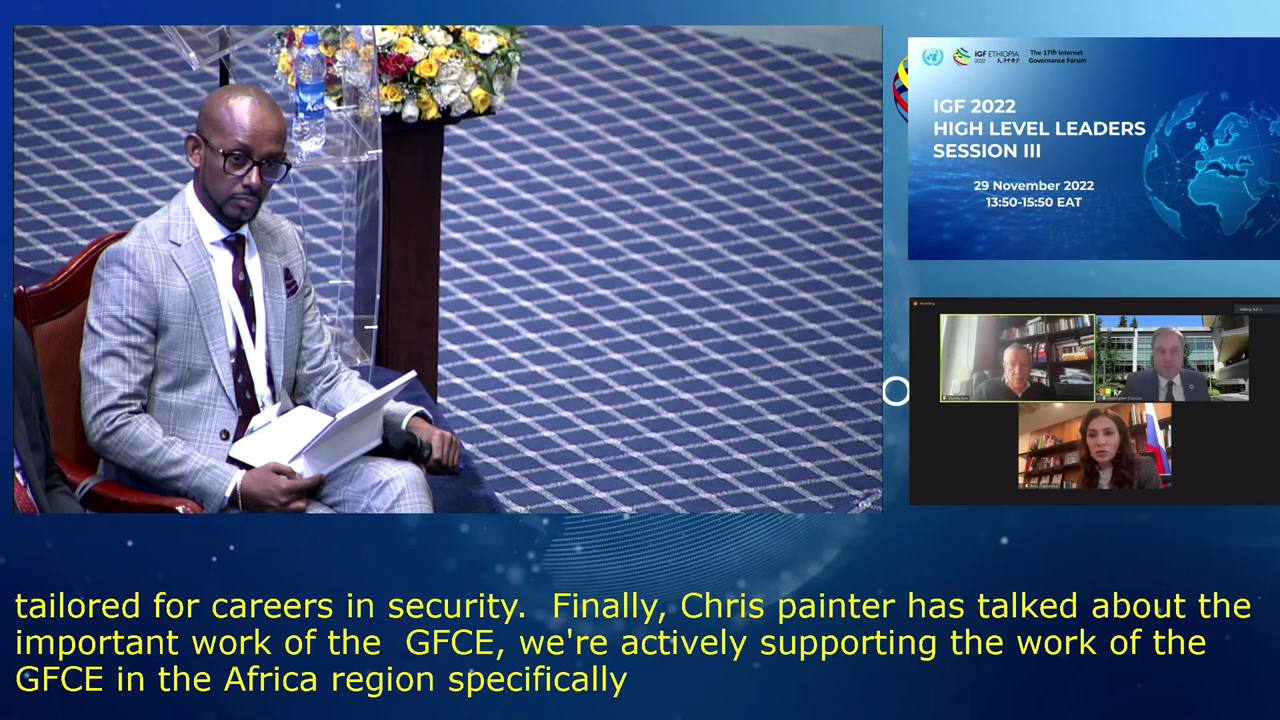 IGF ETHIOPIA
2022 ኢትዮጵያ
The 17th Internet
Governance Forum
IGF 2022
HIGH LEVEL LEADERS
SESSION III
29 November 2022
13:50-15:50 EAT
tailored for careers in security. Finally, Chris painter has talked about the
important work of the GFCE, we're actively supporting the work of the
GFCE in the Africa region specifically